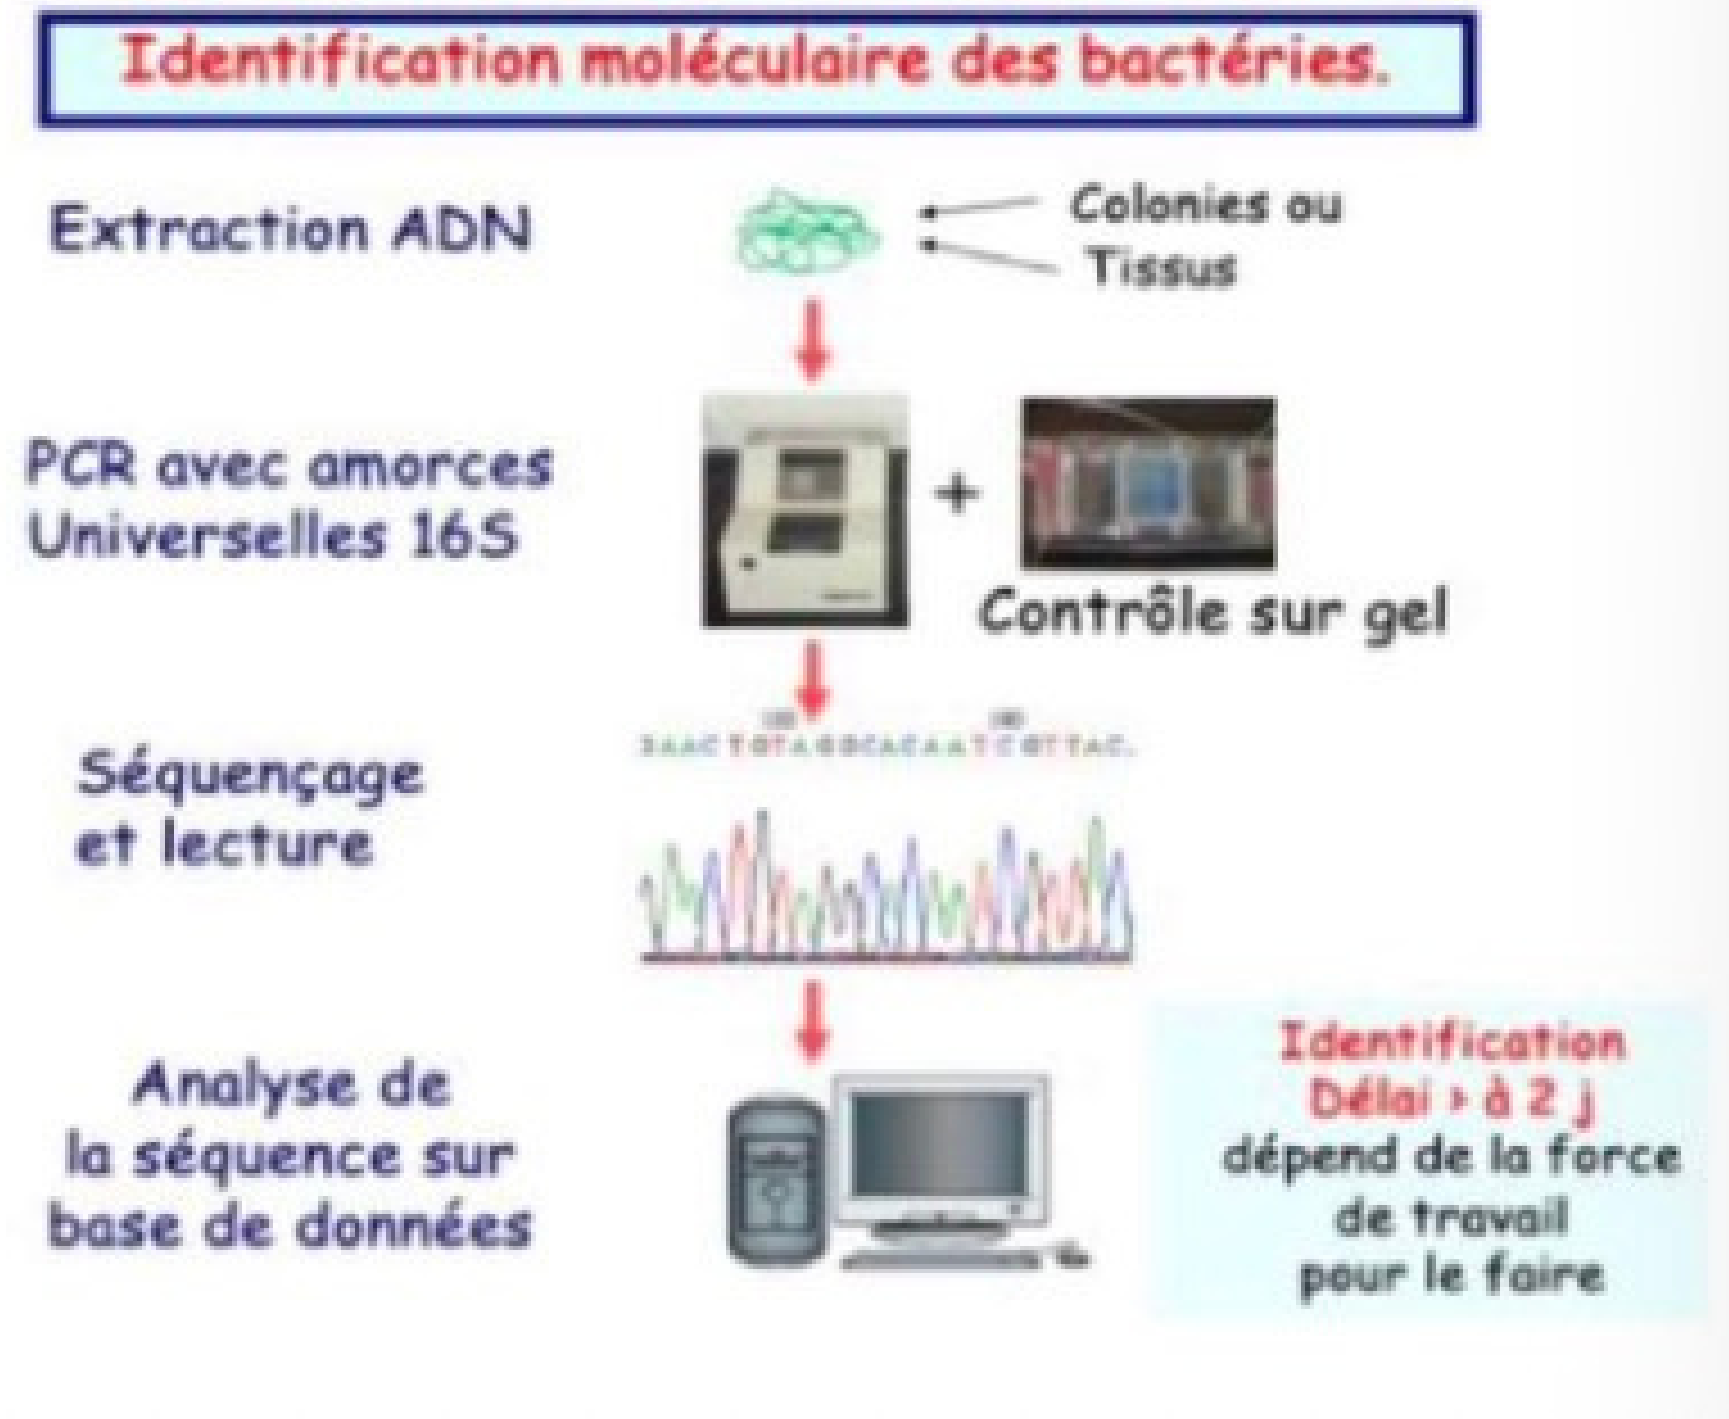 Identification moléculaire des bactéries.
Extraction ADN
Colonies ou
Tissus
PCR avec amorces
Universelles 16S
+
Contrôle sur gel
Séquençage
et lecture
Analyse de
la séquence sur
base de données
Identification
Délai > à 2 j
dépend de la force
de travail
pour le faire